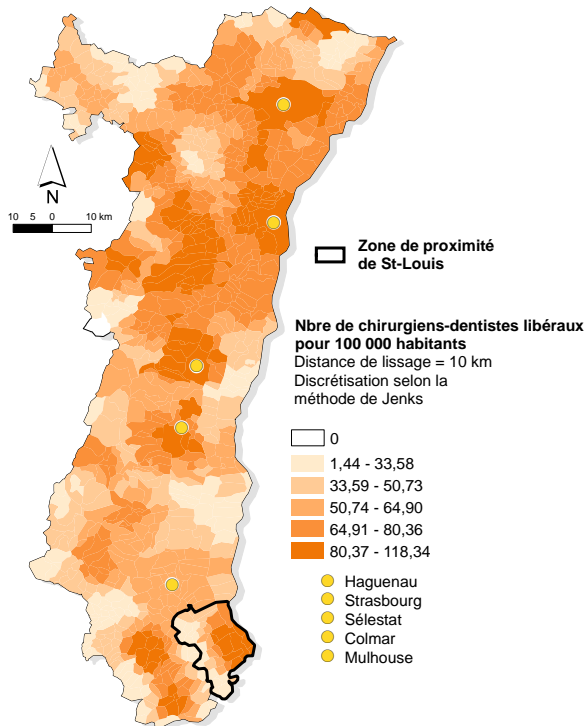 N
10 5 0 10 km
Zone de proximité
de St-Louis
Nbre de chirurgiens-dentistes libéraux
pour 100 000 habitants
Distance de lissage = 10 km
Discrétisation selon la
méthode de Jenks
0
1,44 - 33,58
33,59 - 50,73
50,74 - 64,90
64,91 - 80,36
80,37 - 118,34
Haguenau
Strasbourg
Sélestat
Colmar
Mulhouse